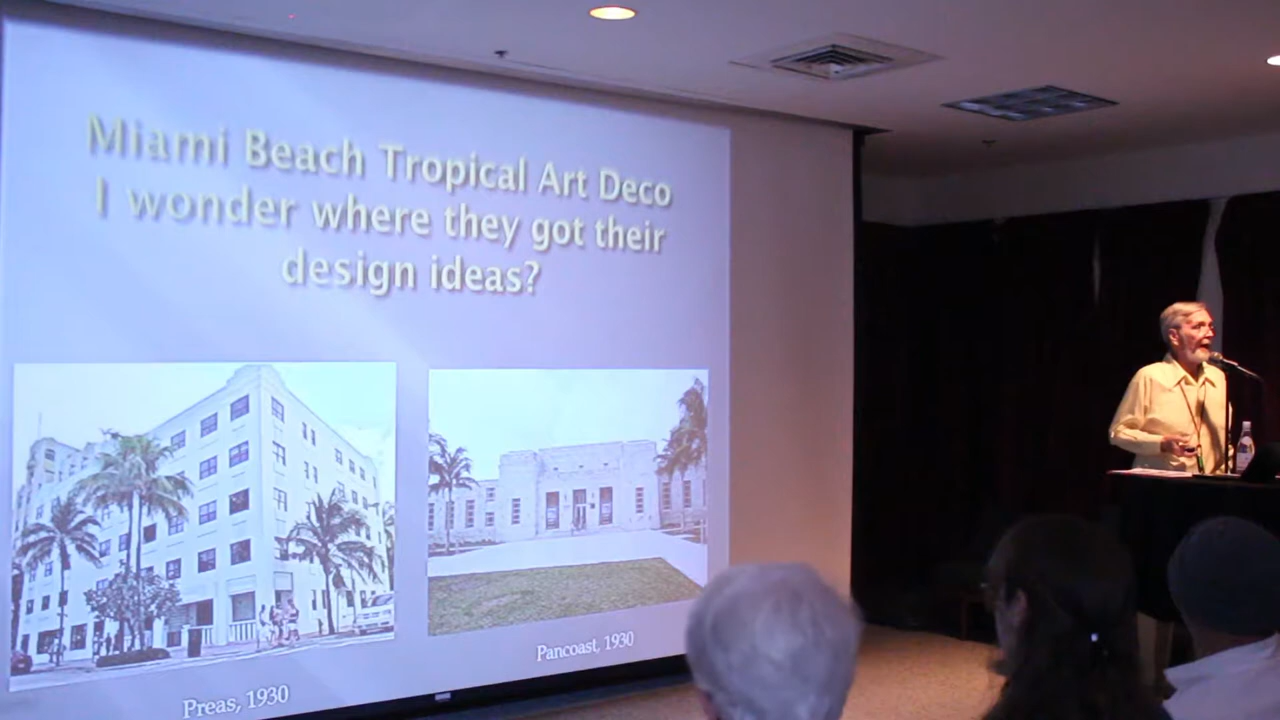 Miami Beach Tropical Art Deco
I wonder where they got their
design ideas?
Pancoast, 1930
Preas, 1930